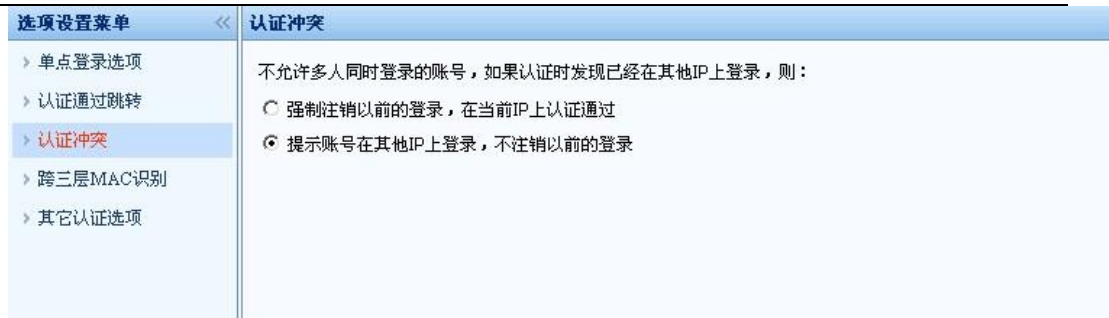 选项设置菜单
单点登录选项
认证通过跳转
认证冲突
跨三层MAC识别
其它认证选项
认证冲突
不允许多人同时登录的账号，如果认证时发现已经在其他IP上登录，则：
强制注销以前的登录，在当前IP上认证通过
提示账号在其他IP上登录，不注销以前的登录